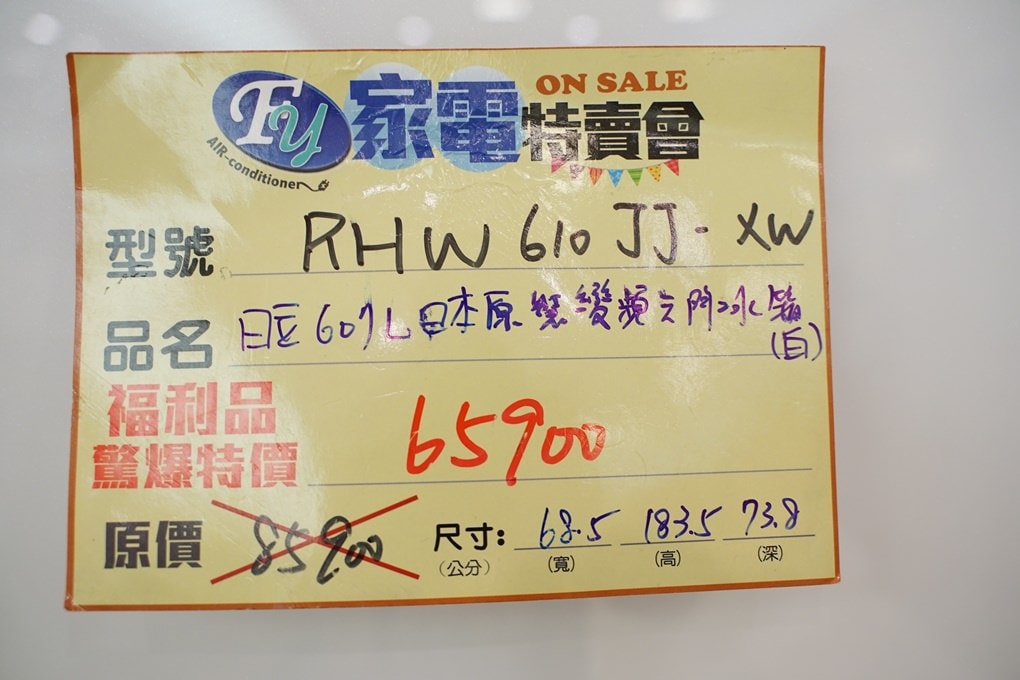 FY 家電特賣會 ON SALE
AIR-conditioner
型號 RHW 610 JJ-XW
品名 日立 607L 日本原裝變頻六門冰箱
(白)
福利品
驚爆特價 65900
原價 85900 尺寸: 68.5 183.5 73.8
(公分) (寬) (高) (深)